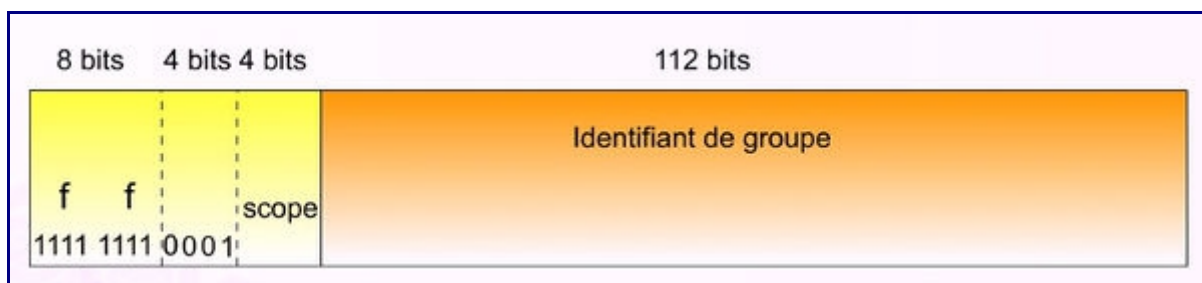 8 bits 4 bits 4 bits 112 bits
Identifiant de groupe
f f
scope
1111 1111 0001